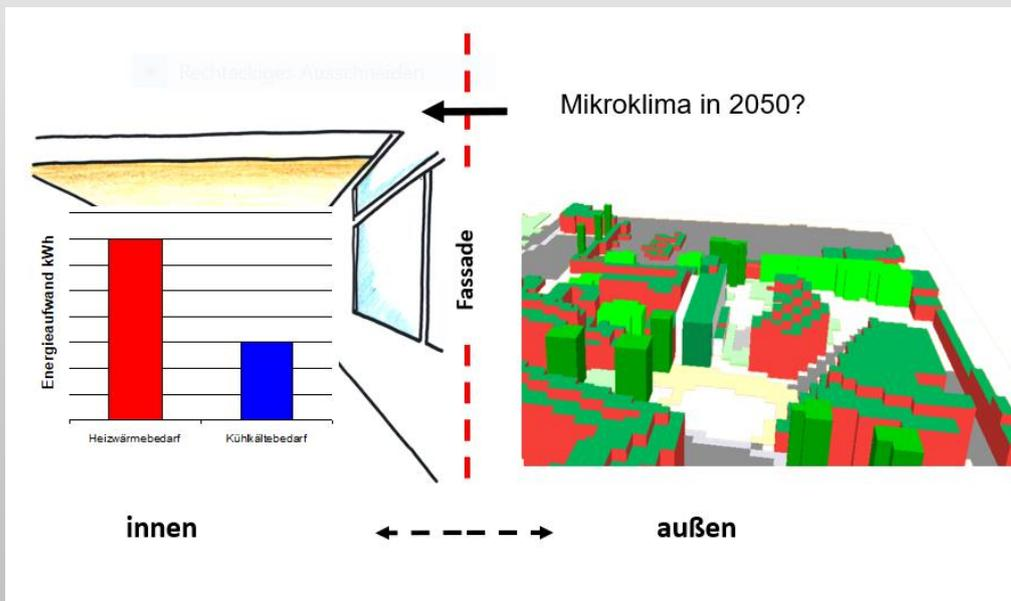 Rechteckiges Ausschneiden
Mikroklima in 2050?
Fassade
Energieaufwand kWh
Heizwärmebedarf
Kühlkältebedarf
innen
außen